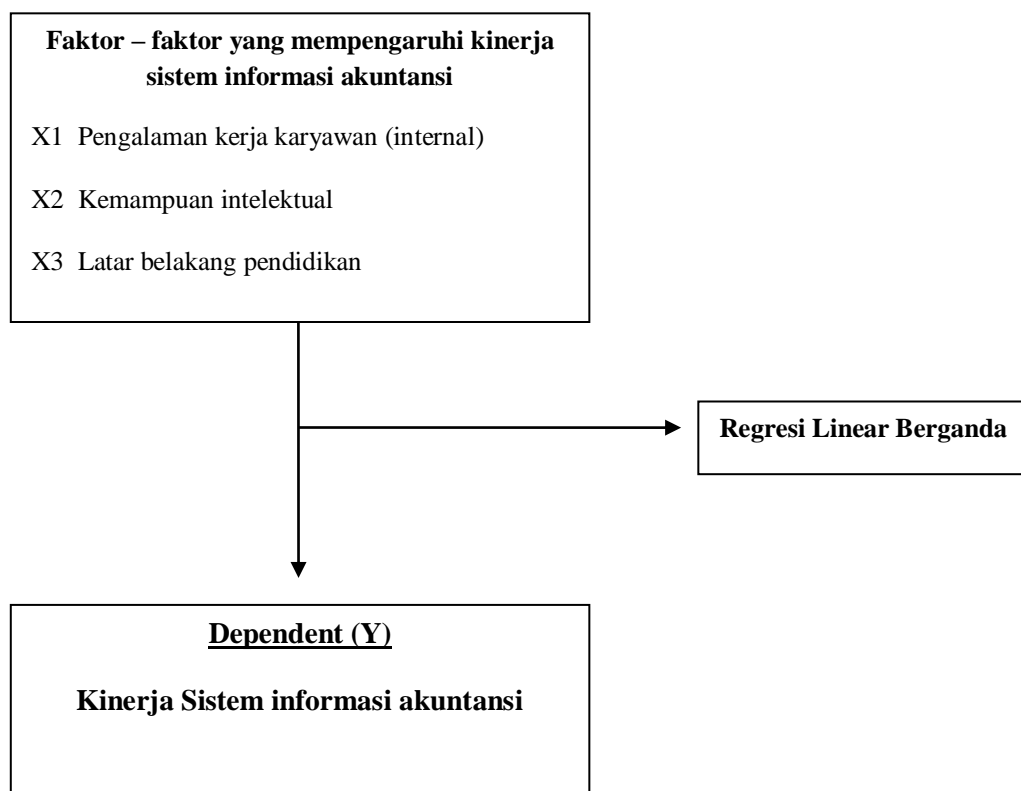 Faktor – faktor yang mempengaruhi kinerja
sistem informasi akuntansi
X1 Pengalaman kerja karyawan (internal)
X2 Kemampuan intelektual
X3 Latar belakang pendidikan
Regresi Linear Berganda
Dependent (Y)
Kinerja Sistem informasi akuntansi